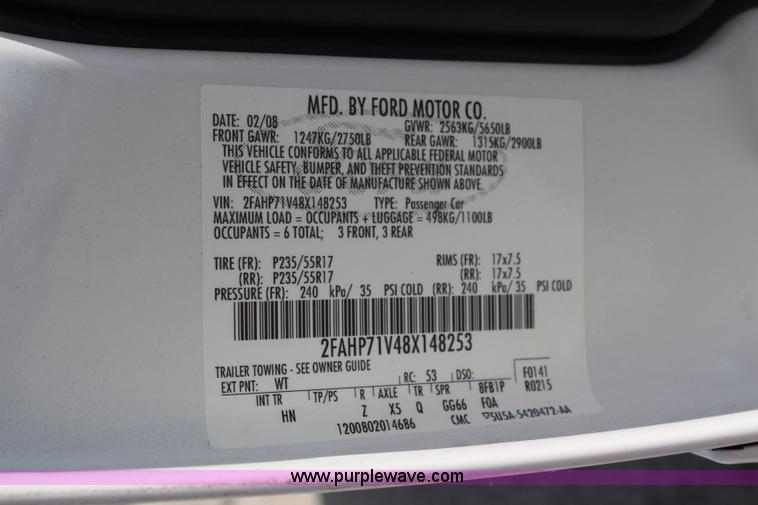 MFD. BY FORD MOTOR CO.
DATE: 02/08 GVWR: 2563KG/5650LB
FRONT GAWR: 1247KG/2750LB REAR GAWR: 1315KG/2900LB
THIS VEHICLE CONFORMS TO ALL APPLICABLE FEDERAL MOTOR
VEHICLE SAFETY, BUMPER, AND THEFT PREVENTION STANDARDS
IN EFFECT ON THE DATE OF MANUFACTURE SHOWN ABOVE.
VIN: 2FAHP71V48X148253 TYPE: Passenger Car
MAXIMUM LOAD = OCCUPANTS + LUGGAGE = 498KG/1100LB
OCCUPANTS = 6 TOTAL; 3 FRONT, 3 REAR
TIRE (FR): P235/55R17 RIMS (FR): 17x7.5
(RR): P235/55R17 (RR): 17x7.5
PRESSURE (FR): 240 kPa/ 35 PSI COLD (RR): 240 kPa/ 35 PSI COLD
2FAHP71V48X148253
TRAILER TOWING - SEE OWNER GUIDE
EXT PNT: WT RC: 53 DSO: F0141
INT TR TP/PS R AXLE TR SPR BFB1P R0215
HN Z X5 Q GG66 FOA
1200802014686 CMC 5U5A-5420472-AA
www.purplewave.com